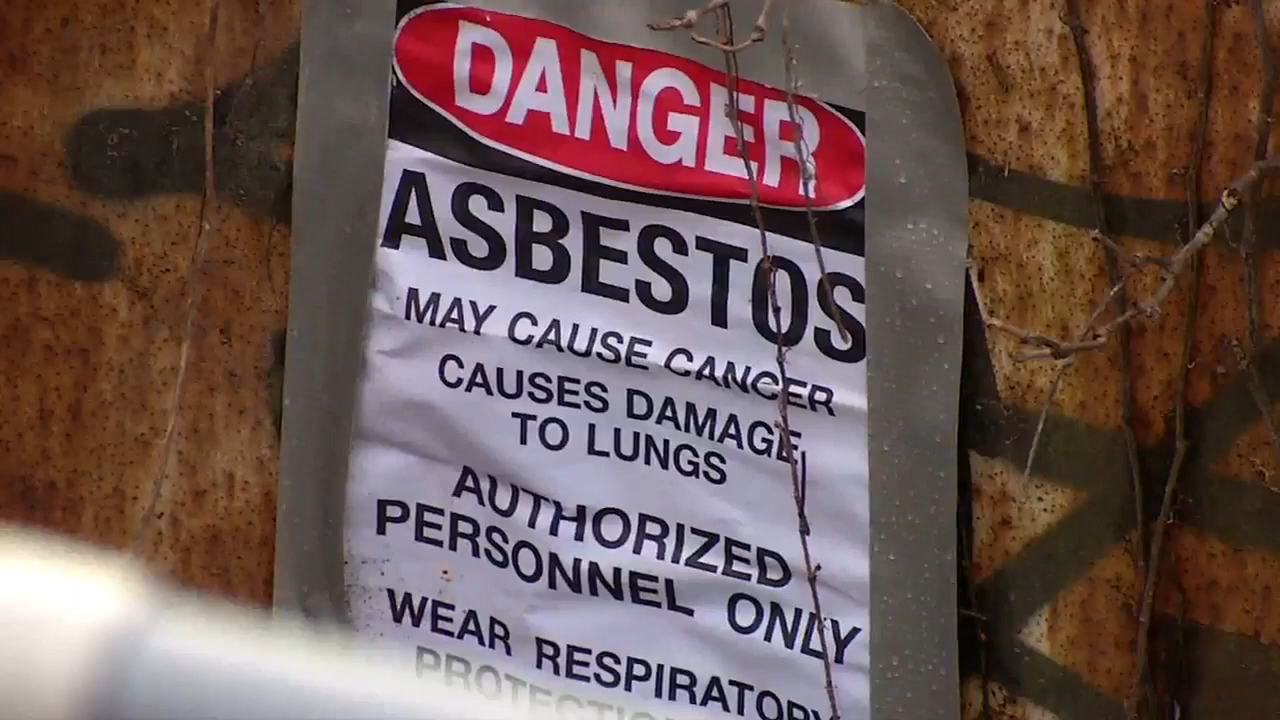 DANGER
ASBESTOS
MAY CAUSE CANCER
CAUSES DAMAGE
TO LUNGS
AUTHORIZED
PERSONNEL ONLY
WEAR RESPIRATORY